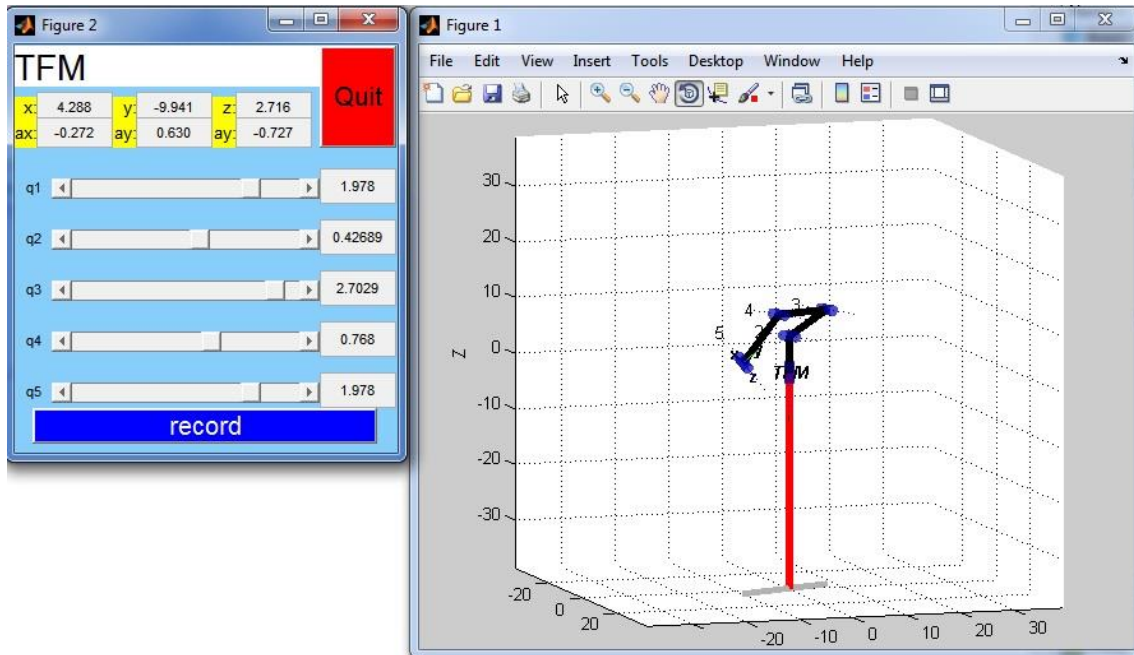 Figure 2
TFM
Quit
x: 4.288 y: -9.941 z: 2.716
ax: -0.272 ay: 0.630 ay: -0.727
q1 1.978
q2 0.42689
q3 2.7029
q4 0.768
q5 1.978
record
Figure 1
File Edit View Insert Tools Desktop Window Help
Z
30
20
10
0
-10
-20
-30
4 3
5 2
x
z TFM
-20 0 20
-20 -10 0 10 20 30